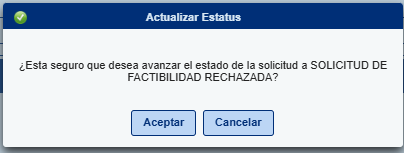 Actualizar Estatus
¿Esta seguro que desea avanzar el estado de la solicitud a SOLICITUD DE
FACTIBILIDAD RECHAZADA?
Aceptar
Cancelar